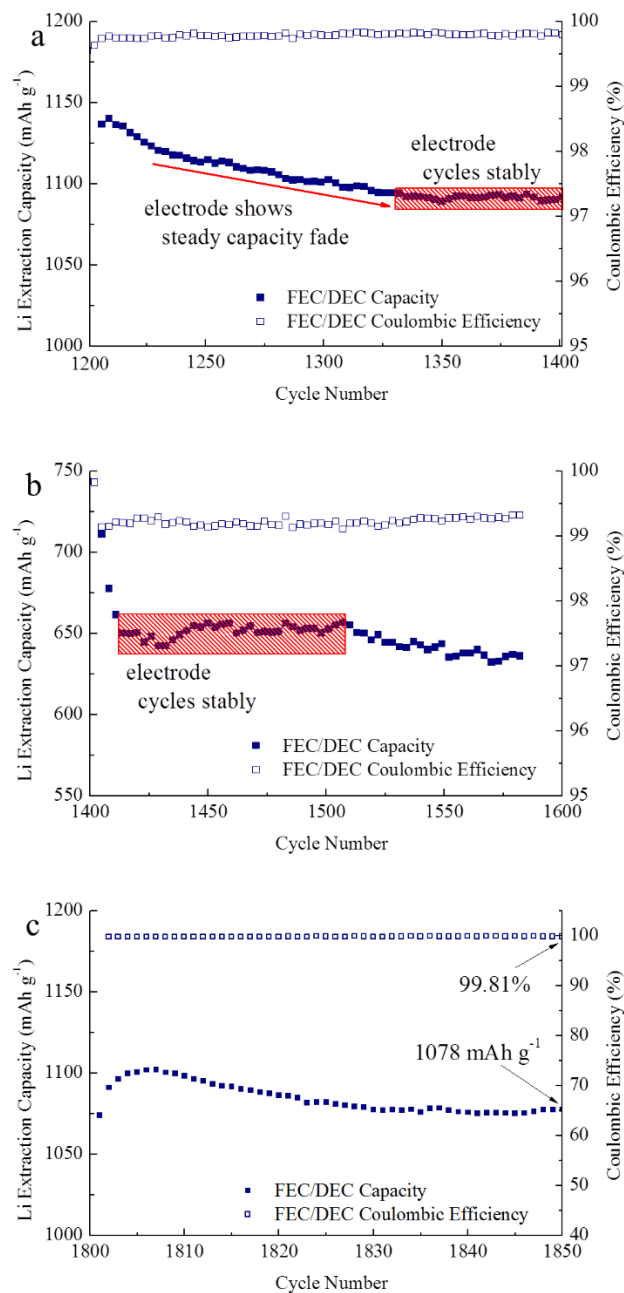 a
1200
1150
1100
1050
1000
Li Extraction Capacity (mAh g⁻¹)
100
99
98
97
96
95
Coulombic Efficiency (%)
electrode
cycles stably
electrode shows
steady capacity fade
FEC/DEC Capacity
FEC/DEC Coulombic Efficiency
1200 1250 1300 1350 1400
Cycle Number
b
750
700
650
600
550
Li Extraction Capacity (mAh g⁻¹)
100
99
98
97
96
95
Coulombic Efficiency (%)
electrode
cycles stably
FEC/DEC Capacity
FEC/DEC Coulombic Efficiency
1400 1450 1500 1550 1600
Cycle Number
c
1200
1150
1100
1050
1000
Li Extraction Capacity (mAh g⁻¹)
100
90
80
70
60
50
40
Coulombic Efficiency (%)
99.81%
1078 mAh g⁻¹
FEC/DEC Capacity
FEC/DEC Coulombic Efficiency
1800 1810 1820 1830 1840 1850
Cycle Number